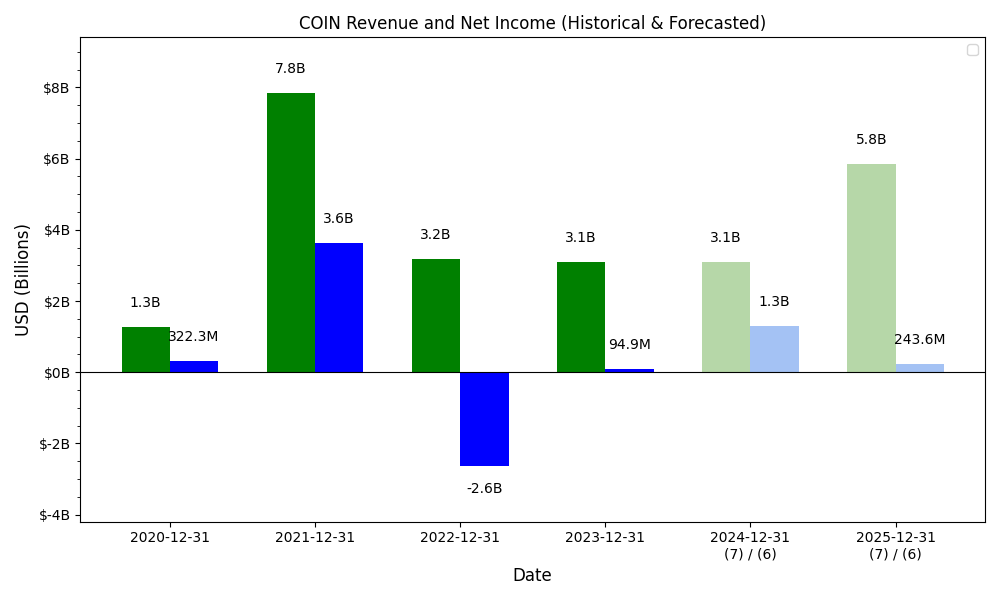 COIN Revenue and Net Income (Historical & Forecasted)
USD (Billions)
$8B
$6B
$4B
$2B
$0B
$-2B
$-4B
1.3B
322.3M
7.8B
3.6B
3.2B
-2.6B
3.1B
94.9M
3.1B
1.3B
5.8B
243.6M
2020-12-31
2021-12-31
2022-12-31
2023-12-31
2024-12-31
(7) / (6)
2025-12-31
(7) / (6)
Date